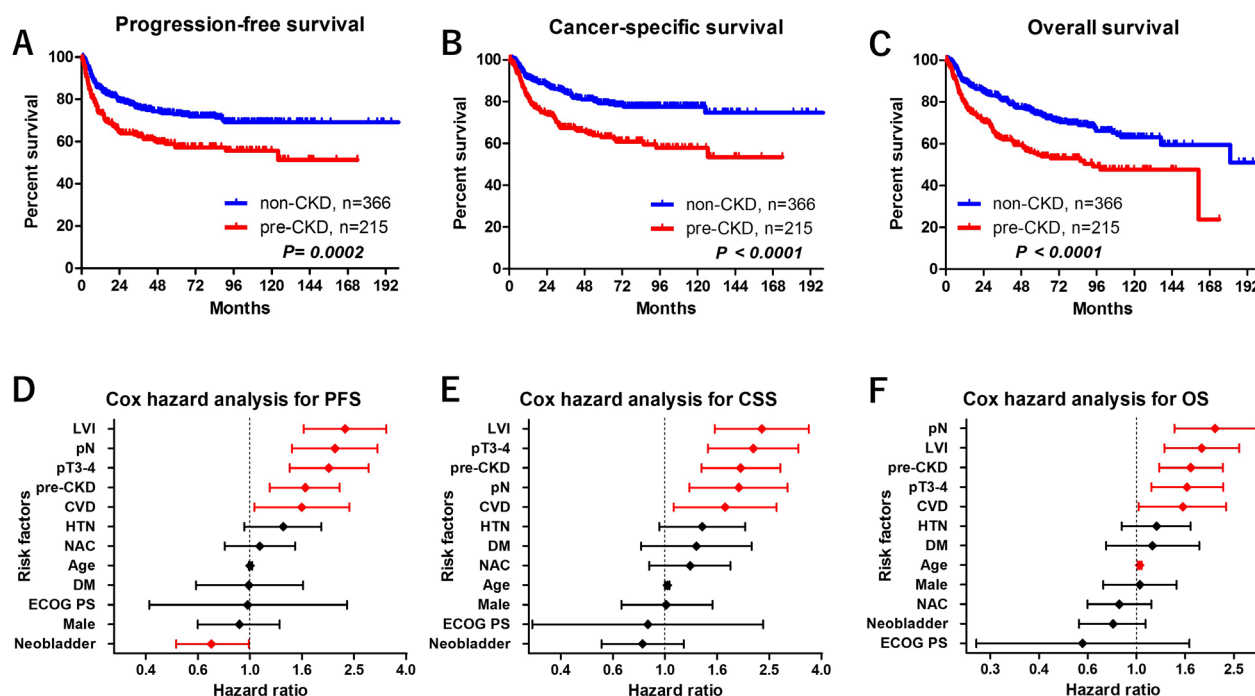 A
Progression-free survival
Percent survival
100
80
60
40
20
0
non-CKD, n=366
pre-CKD, n=215
P= 0.0002
0 24 48 72 96 120 144 168 192
Months
B
Cancer-specific survival
Percent survival
100
80
60
40
20
0
non-CKD, n=366
pre-CKD, n=215
P < 0.0001
0 24 48 72 96 120 144 168 192
Months
C
Overall survival
Percent survival
100
80
60
40
20
0
non-CKD, n=366
pre-CKD, n=215
P < 0.0001
0 24 48 72 96 120 144 168 192
Months
D
Cox hazard analysis for PFS
Risk factors
LVI
pN
pT3-4
pre-CKD
CVD
HTN
NAC
Age
DM
ECOG PS
Male
Neobladder
0.4 0.6 1.0 1.6 2.5 4.0
Hazard ratio
E
Cox hazard analysis for CSS
Risk factors
LVI
pT3-4
pre-CKD
pN
CVD
HTN
DM
NAC
Age
Male
ECOG PS
Neobladder
0.4 0.6 1.0 1.6 2.5 4.0
Hazard ratio
F
Cox hazard analysis for OS
Risk factors
pN
LVI
pre-CKD
pT3-4
CVD
HTN
DM
Age
Male
NAC
Neobladder
ECOG PS
0.3 0.4 0.6 1.0 1.6 2.5
Hazard ratio